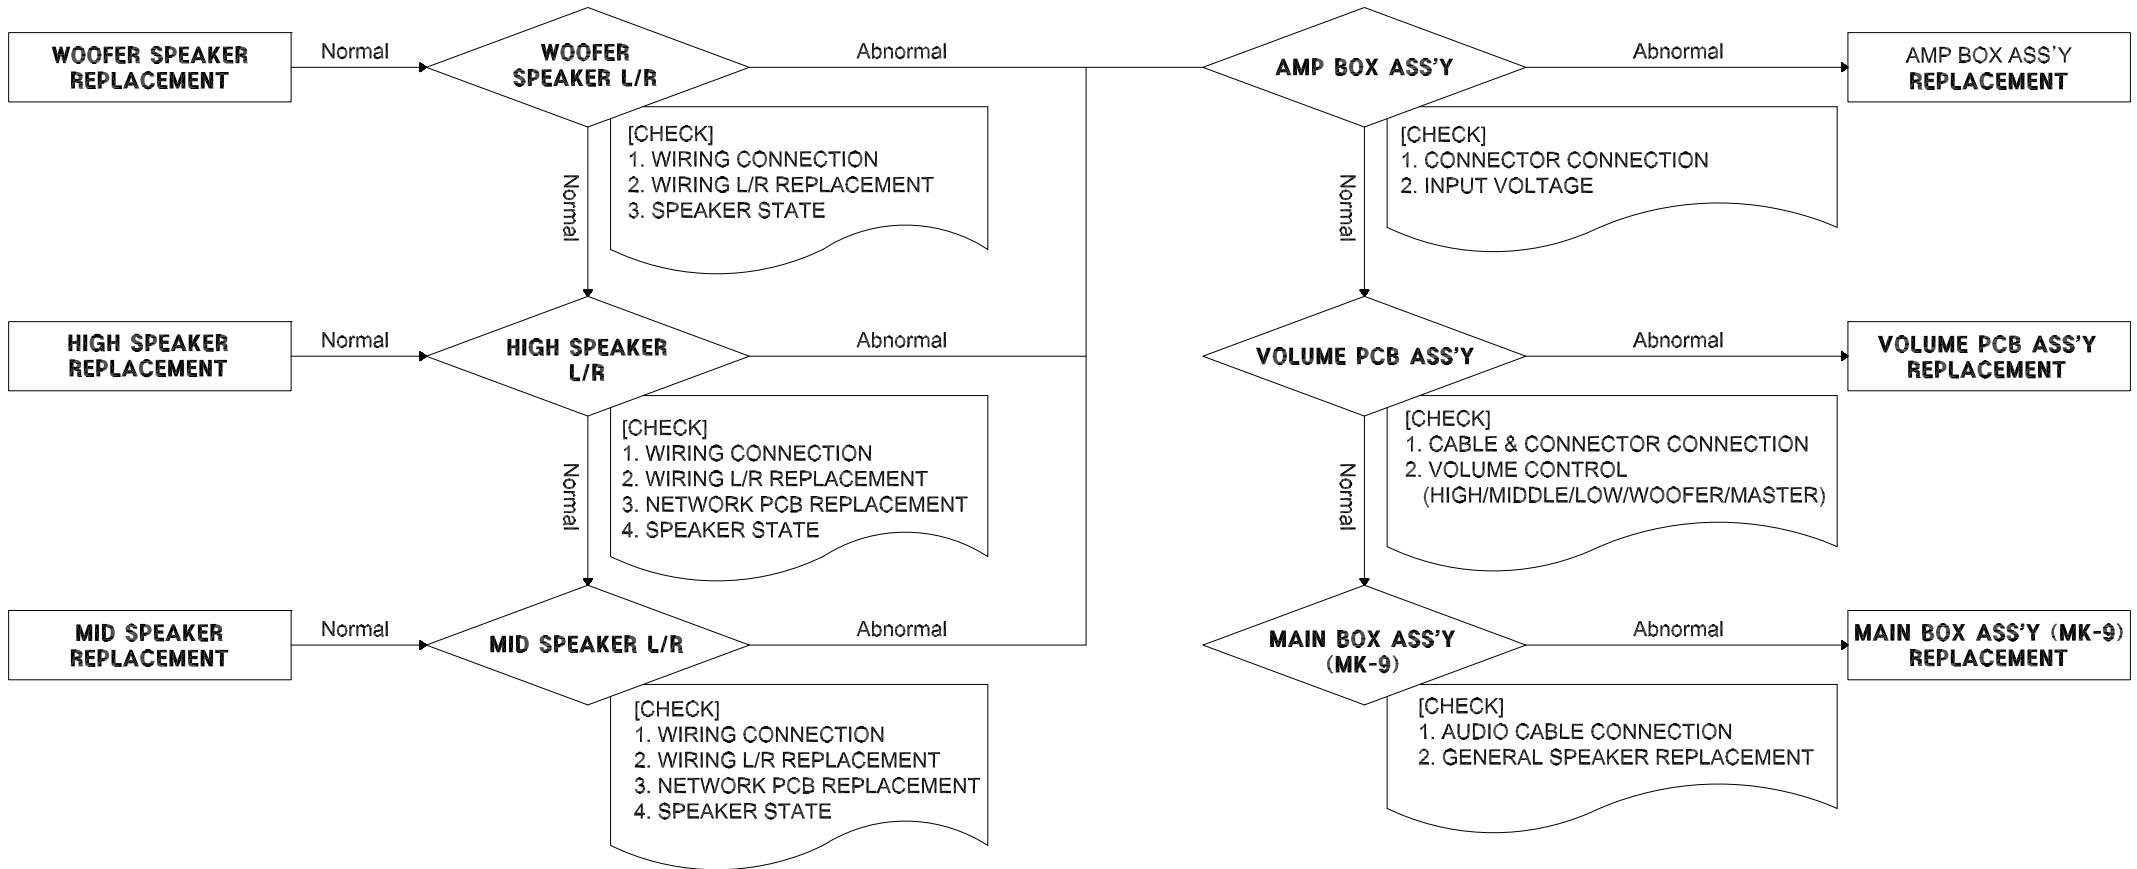 WOOFER SPEAKER
REPLACEMENT
Normal
WOOFER
SPEAKER L/R
Abnormal
[CHECK]
1. WIRING CONNECTION
2. WIRING L/R REPLACEMENT
3. SPEAKER STATE
Normal
HIGH SPEAKER
REPLACEMENT
Normal
HIGH SPEAKER
L/R
Abnormal
[CHECK]
1. WIRING CONNECTION
2. WIRING L/R REPLACEMENT
3. NETWORK PCB REPLACEMENT
4. SPEAKER STATE
Normal
MID SPEAKER
REPLACEMENT
Normal
MID SPEAKER L/R
Abnormal
[CHECK]
1. WIRING CONNECTION
2. WIRING L/R REPLACEMENT
3. NETWORK PCB REPLACEMENT
4. SPEAKER STATE
AMP BOX ASS'Y
Abnormal
AMP BOX ASS'Y
REPLACEMENT
[CHECK]
1. CONNECTOR CONNECTION
2. INPUT VOLTAGE
Normal
VOLUME PCB ASS'Y
Abnormal
VOLUME PCB ASS'Y
REPLACEMENT
[CHECK]
1. CABLE & CONNECTOR CONNECTION
2. VOLUME CONTROL
(HIGH/MIDDLE/LOW/WOOFER/MASTER)
Normal
MAIN BOX ASS'Y
(MK-9)
Abnormal
MAIN BOX ASS'Y (MK-9)
REPLACEMENT
[CHECK]
1. AUDIO CABLE CONNECTION
2. GENERAL SPEAKER REPLACEMENT